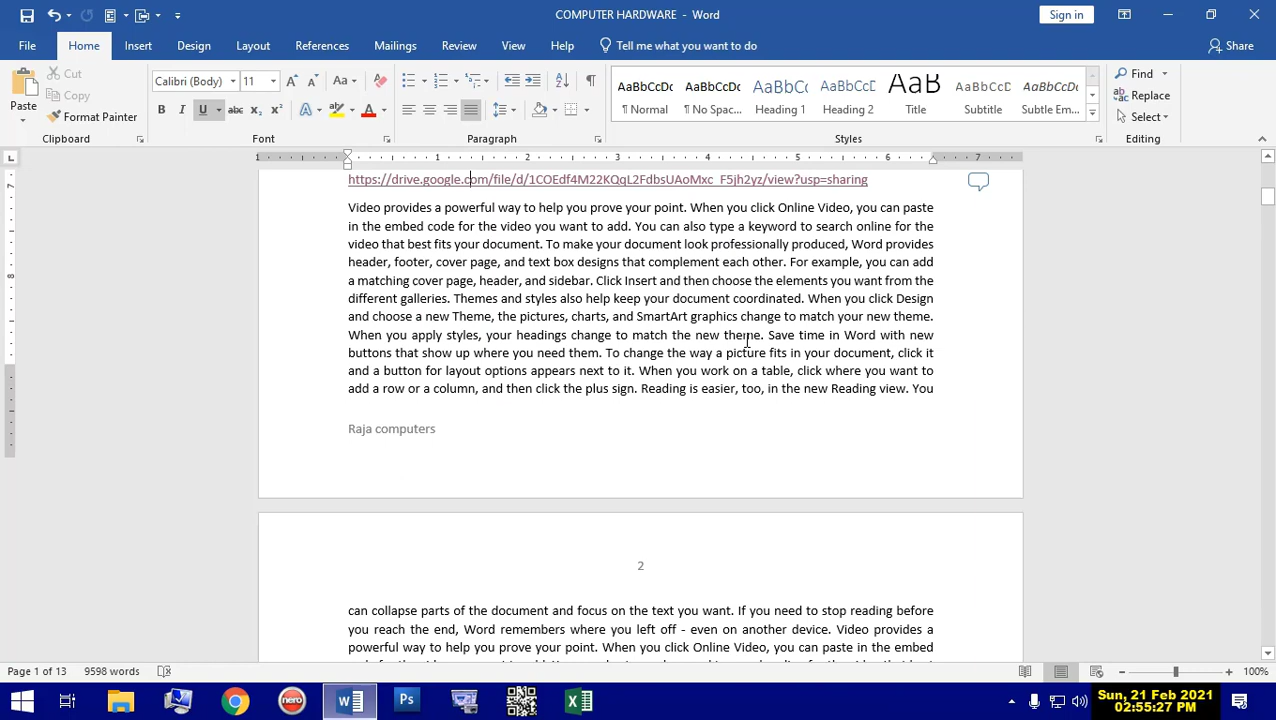 COMPUTER HARDWARE - Word
Sign in
File Home Insert Design Layout References Mailings Review View Help Tell me what you want to do Share
Paste
Cut
Copy
Format Painter
Clipboard
Calibri (Body) 11
Aa
B I U abc X₂ X²
A A
Font
Paragraph
AaBbCcDc AaBbCcDc AaBbCc AaBbCcD AaB AaBbCcD AaBbCcDc
¶ Normal ¶ No Spac... Heading 1 Heading 2 Title Subtitle Subtle Em...
Styles
Find
Replace
Select
Editing
1 1 2 3 4 5 6 7
7
8
https://drive.google.com/file/d/1COEdf4M22KQqL2FdbsUAoMxc_F5jh2yz/view?usp=sharing
Video provides a powerful way to help you prove your point. When you click Online Video, you can paste
in the embed code for the video you want to add. You can also type a keyword to search online for the
video that best fits your document. To make your document look professionally produced, Word provides
header, footer, cover page, and text box designs that complement each other. For example, you can add
a matching cover page, header, and sidebar. Click Insert and then choose the elements you want from the
different galleries. Themes and styles also help keep your document coordinated. When you click Design
and choose a new Theme, the pictures, charts, and SmartArt graphics change to match your new theme.
When you apply styles, your headings change to match the new theme. Save time in Word with new
buttons that show up where you need them. To change the way a picture fits in your document, click it
and a button for layout options appears next to it. When you work on a table, click where you want to
add a row or a column, and then click the plus sign. Reading is easier, too, in the new Reading view. You
Raja computers
2
can collapse parts of the document and focus on the text you want. If you need to stop reading before
you reach the end, Word remembers where you left off - even on another device. Video provides a
powerful way to help you prove your point. When you click Online Video, you can paste in the embed
Page 1 of 13 9598 words 100%
nero
Ps
Sun, 21 Feb 2021
02:55:27 PM